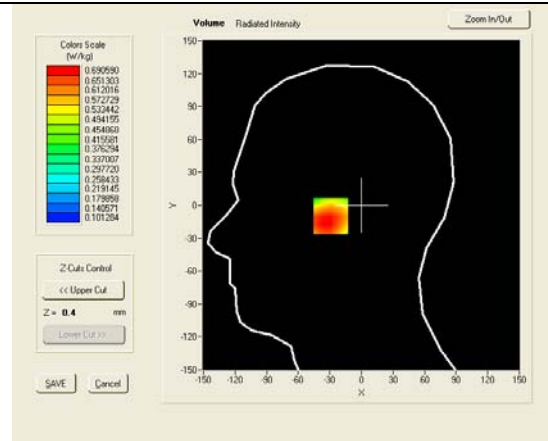 Volume Radiated Intensity
Zoom In/Out
Colors Scale
(W/kg)
0.690590
0.651303
0.612016
0.572729
0.533442
0.494155
0.454868
0.415581
0.376294
0.337007
0.297720
0.258433
0.219145
0.179858
0.140571
0.101284
Z-Cuts Control
<< Upper Cut
Z = 0.4 mm
Lower Cut >>
SAVE Cancel
150
120
90
60
30
Y 0
-30
-60
-90
-120
-150
-150 -120 -90 -60 -30 0 30 60 90 120 150
X